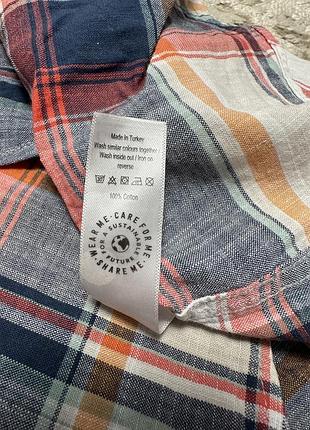 Made In Turkey
Wash similar colours together /
Wash inside out / Iron on
reverse
100% Cotton
WEAR ME · CARE FOR ME · SHARE ME ·
FOR A SUSTAINABLE FUTURE